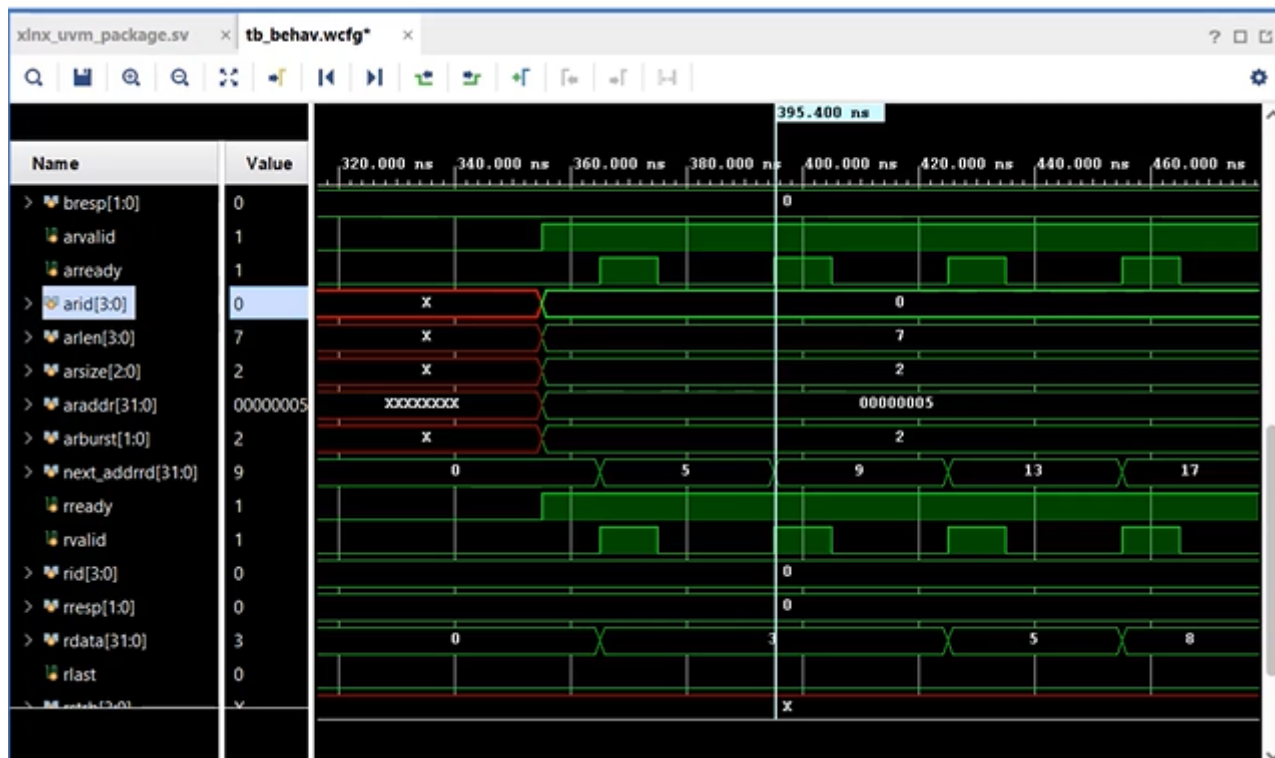 xlnx_uvm_package.sv × tb_behav.wcfg* ×
?
395.400 ns
Name Value 320.000 ns 340.000 ns 360.000 ns 380.000 ns 400.000 ns 420.000 ns 440.000 ns 460.000 ns
bresp[1:0] 0 0
arvalid 1
arready 1
arid[3:0] 0 X 0
arlen[3:0] 7 X 7
arsize[2:0] 2 X 2
araddr[31:0] 00000005 XXXXXXXX 00000005
arburst[1:0] 2 X 2
next_addrrd[31:0] 9 0 5 9 13 17
rready 1
rvalid 1
rid[3:0] 0 0
rresp[1:0] 0 0
rdata[31:0] 3 0 3 5 8
rlast 0
X